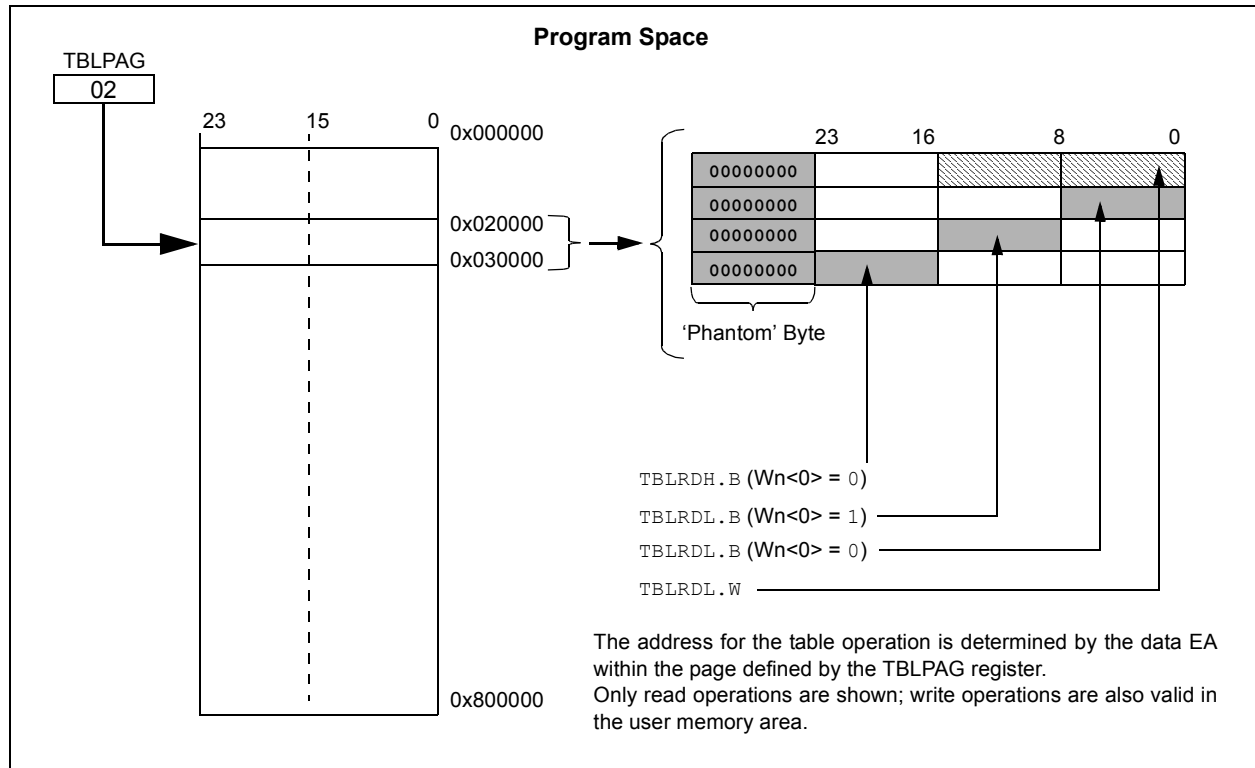 Program Space
TBLPAG
02
23 15 0
0x000000
0x020000
0x030000
0x800000
23 16 8 0
00000000
00000000
00000000
00000000
‘Phantom’ Byte
TBLRDH.B (Wn<0> = 0)
TBLRDL.B (Wn<0> = 1)
TBLRDL.B (Wn<0> = 0)
TBLRDL.W
The address for the table operation is determined by the data EA
within the page defined by the TBLPAG register.
Only read operations are shown; write operations are also valid in
the user memory area.